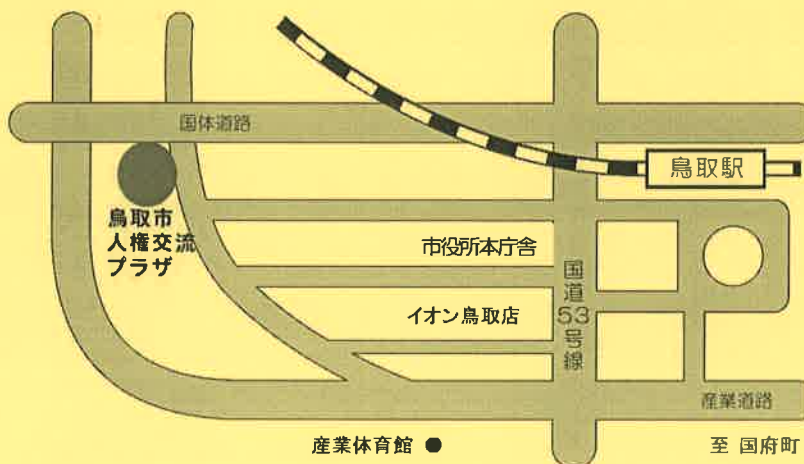 国体道路
鳥取駅
鳥取市
人権交流
プラザ
市役所本庁舎
イオン鳥取店
国道53号線
産業道路
産業体育館
至 国府町